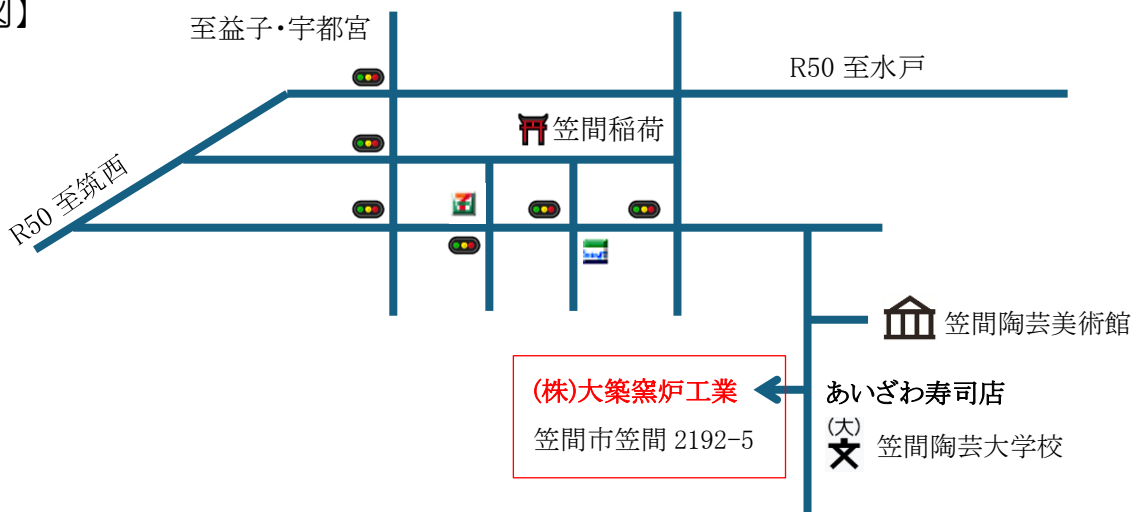 図】
至益子・宇都宮
R50 至水戸
笠間稲荷
R50 至筑西
笠間陶芸美術館
(株)大築窯炉工業
笠間市笠間 2192-5
あいざわ寿司店
(大)
文
笠間陶芸大学校